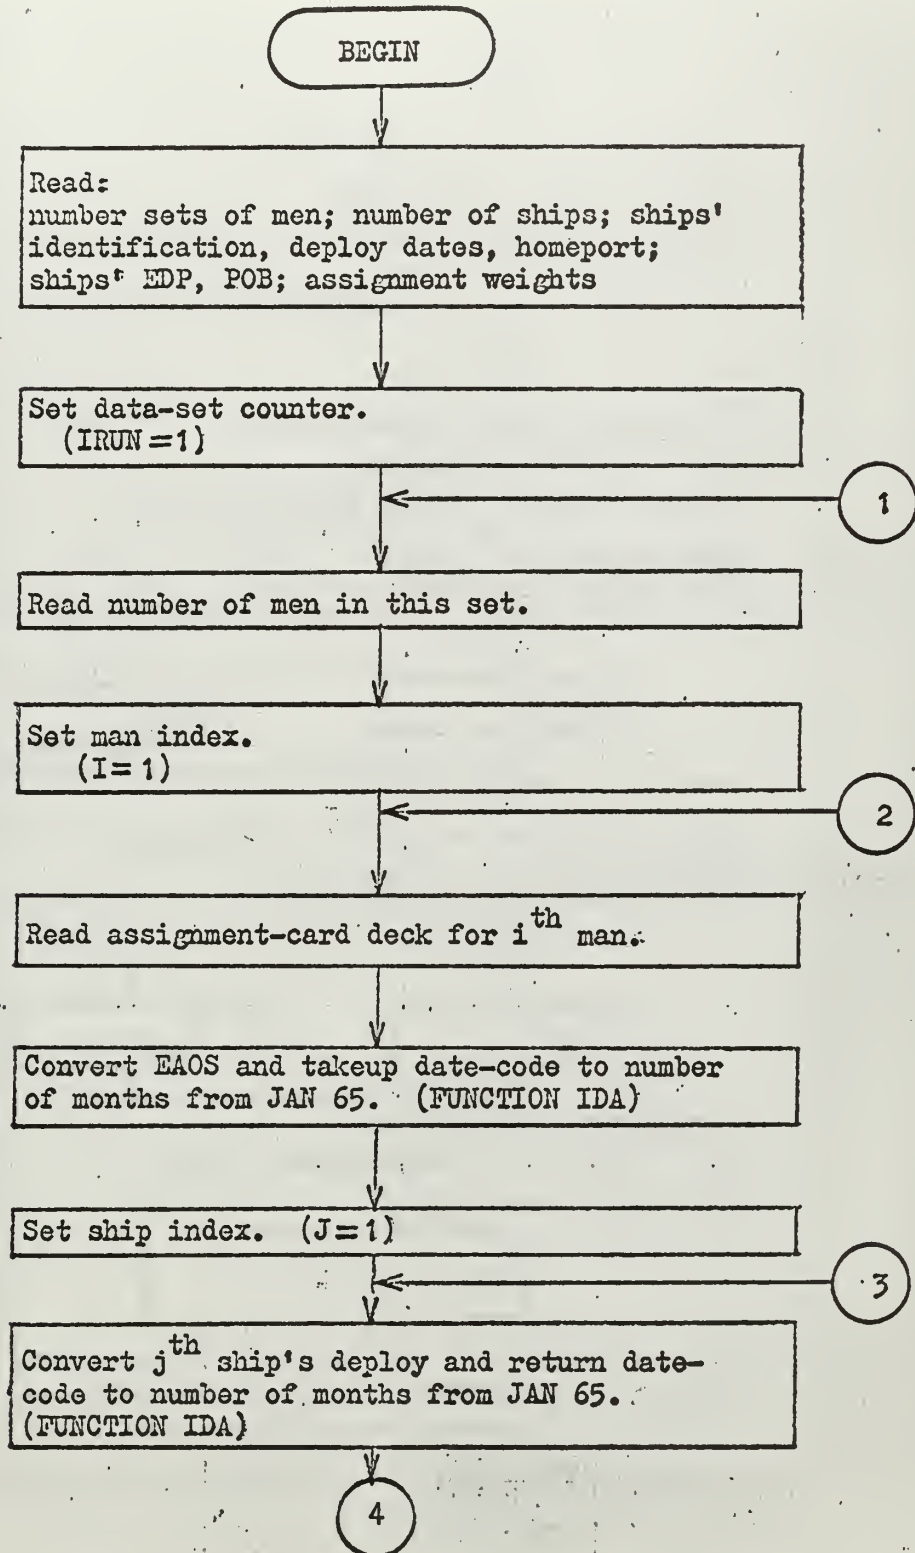 BEGIN
Read:
number sets of men; number of ships; ships'
identification, deploy dates, homeport;
ships' EDP, POB; assignment weights
Set data-set counter.
(IRUN=1)
1
Read number of men in this set.
Set man index.
(I=1)
2
Read assignment-card deck for i^th man.
Convert EAOS and takeup date-code to number
of months from JAN 65. (FUNCTION IDA)
Set ship index. (J=1)
3
Convert j^th ship's deploy and return date-
code to number of months from JAN 65.
(FUNCTION IDA)
4